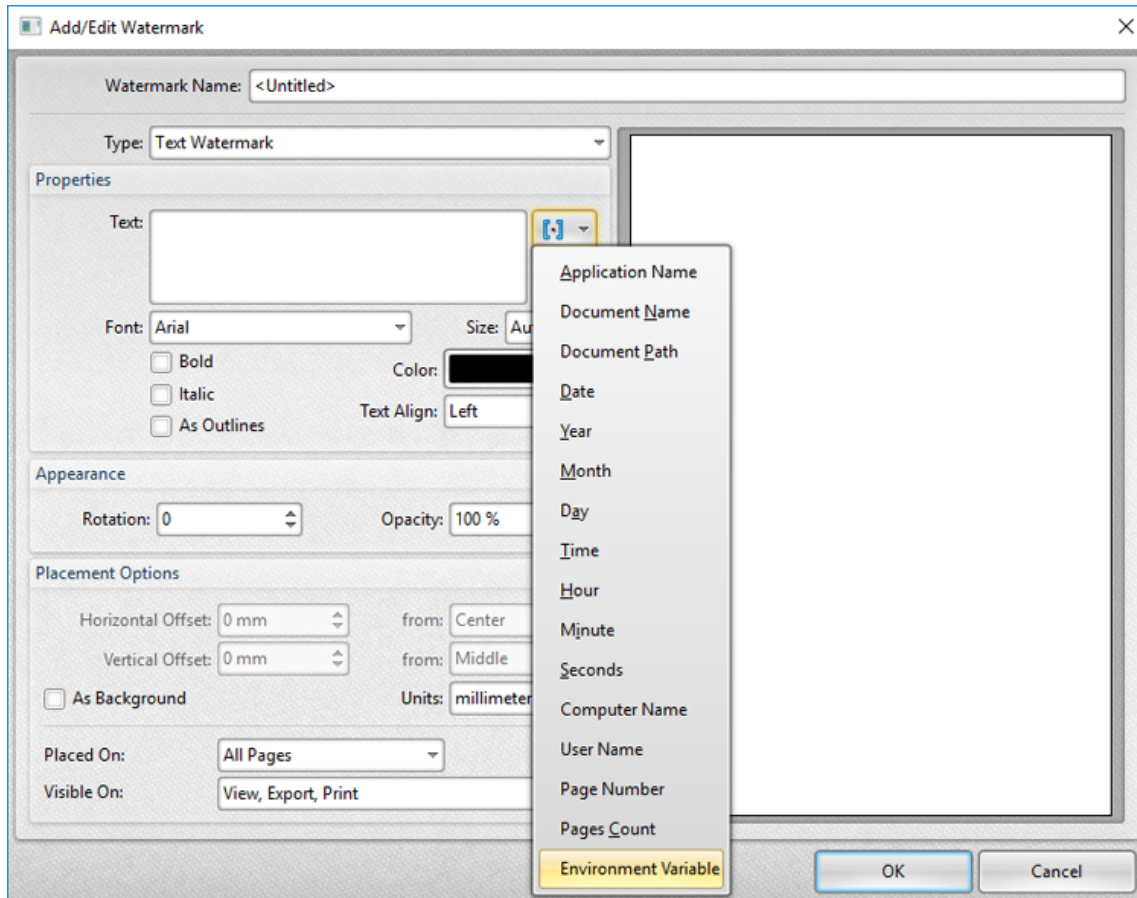 Add/Edit Watermark
Watermark Name: <Untitled>
Type: Text Watermark
Properties
Text:
Font: Arial
Size: Au
Bold
Color:
Italic
Text Align: Left
As Outlines
Appearance
Rotation: 0
Opacity: 100 %
Placement Options
Horizontal Offset: 0 mm
from: Center
Vertical Offset: 0 mm
from: Middle
As Background
Units: millimeter
Placed On: All Pages
Visible On: View, Export, Print
Application Name
Document Name
Document Path
Date
Year
Month
Day
Time
Hour
Minute
Seconds
Computer Name
User Name
Page Number
Pages Count
Environment Variable
OK
Cancel